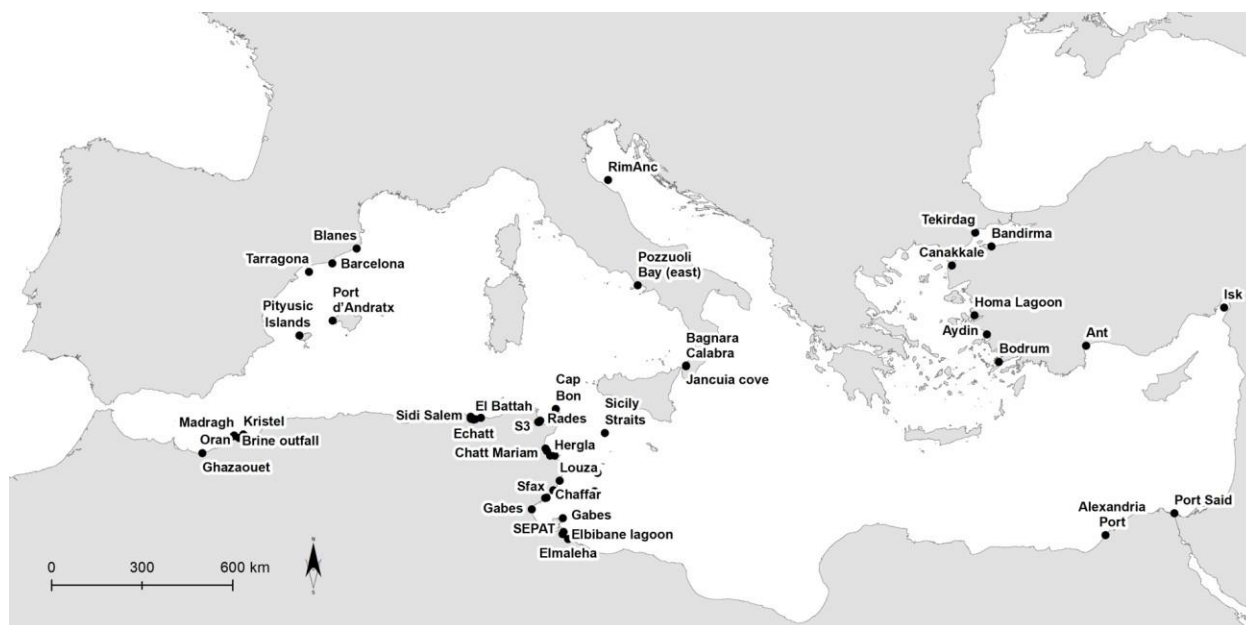 RimAnc
Tekirdag
Bandirma
Blanes
Canakkale
Tarragona
Barcelona
Pozzuoli
Bay (east)
Port
d'Andratx
Pityusic
Islands
Isk
Homa Lagoon
Aydin
Ant
Bagnara
Calabra
Bodrum
Jancuia cove
Cap
Bon
Sidi Salem
El Battah
Sicily
Straits
Madragh
Kristel
Rades
S3
Echatt
Oran
Brine outfall
Hergla
Chatt Mariam
Ghazaouet
Louza
Sfax
Chaffar
Gabes
Gabes
Alexandria
Port
Port Said
SEPAT
Elbibane lagoon
Elmaleha
N
S
0 300 600 km